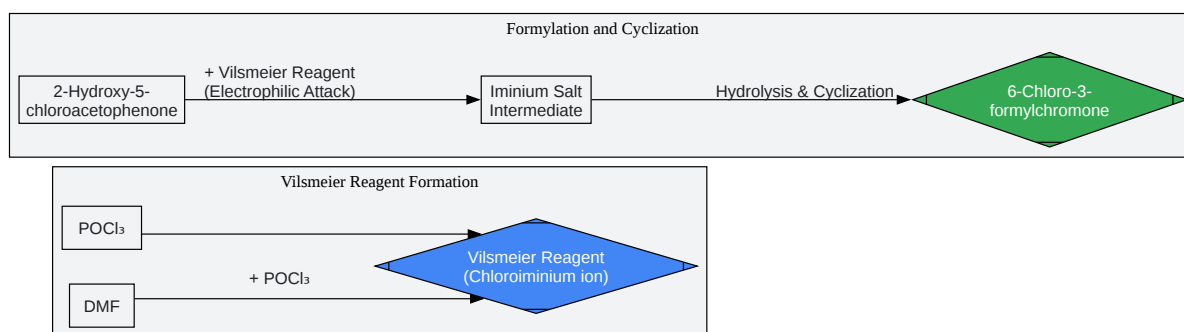 Formylation and Cyclization
2-Hydroxy-5-
chloroacetophenone
+ Vilsmeier Reagent
(Electrophilic Attack)
Iminium Salt
Intermediate
Hydrolysis & Cyclization
6-Chloro-3-
formylchromone
Vilsmeier Reagent Formation
POCl₃
DMF
+ POCl₃
Vilsmeier Reagent
(Chloroiminium ion)